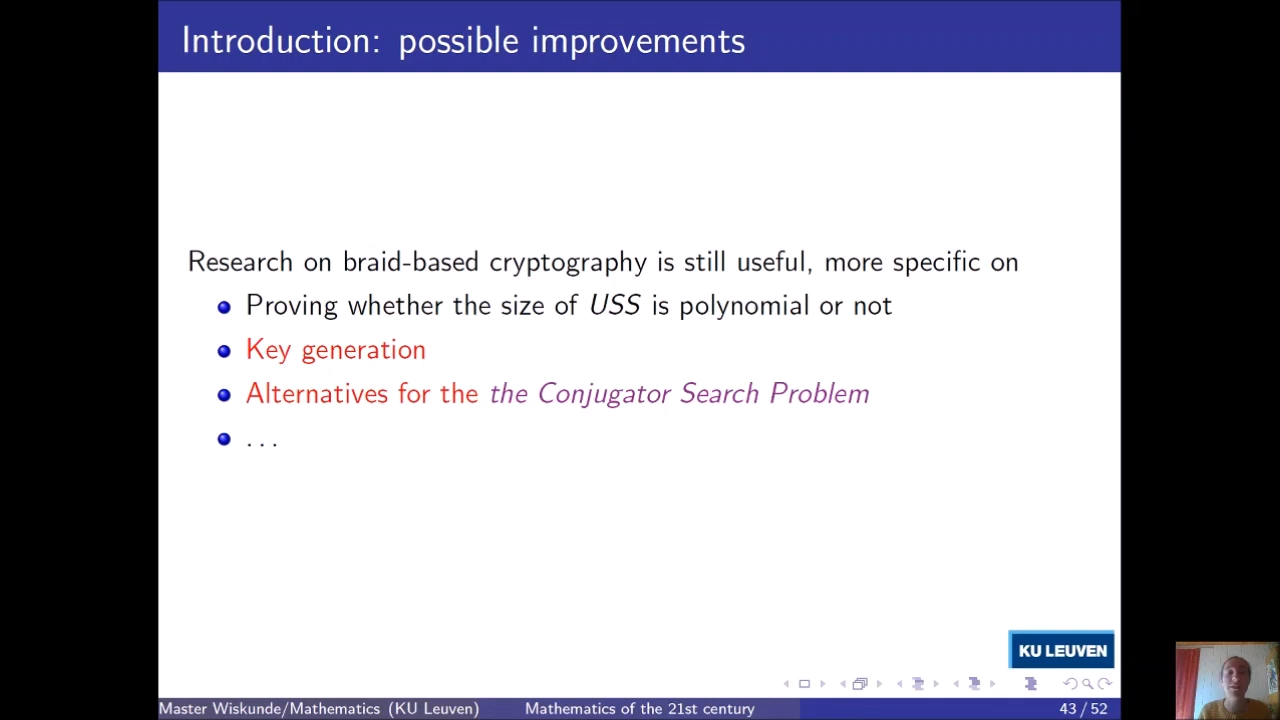 Introduction: possible improvements
Research on braid-based cryptography is still useful, more specific on
Proving whether the size of USS is polynomial or not
Key generation
Alternatives for the the Conjugator Search Problem
...
KU LEUVEN
Master Wiskunde/Mathematics (KU Leuven) Mathematics of the 21st century 43 / 52